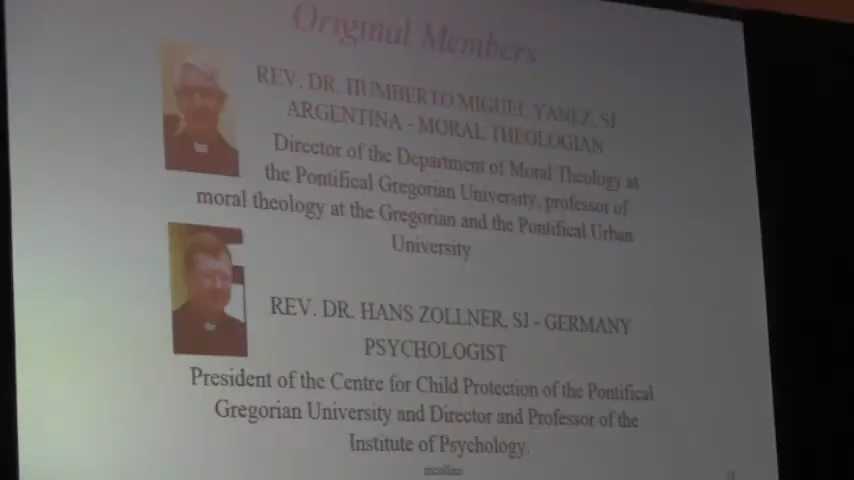 Original Members
REV. DR. HUMBERTO MIGUEL YANEZ, SJ
ARGENTINA - MORAL THEOLOGIAN
Director of the Department of Moral Theology at
the Pontifical Gregorian University, professor of
moral theology at the Gregorian and the Pontifical Urban
University
REV. DR. HANS ZOLLNER, SJ - GERMANY
PSYCHOLOGIST
President of the Centre for Child Protection of the Pontifical
Gregorian University and Director and Professor of the
Institute of Psychology.